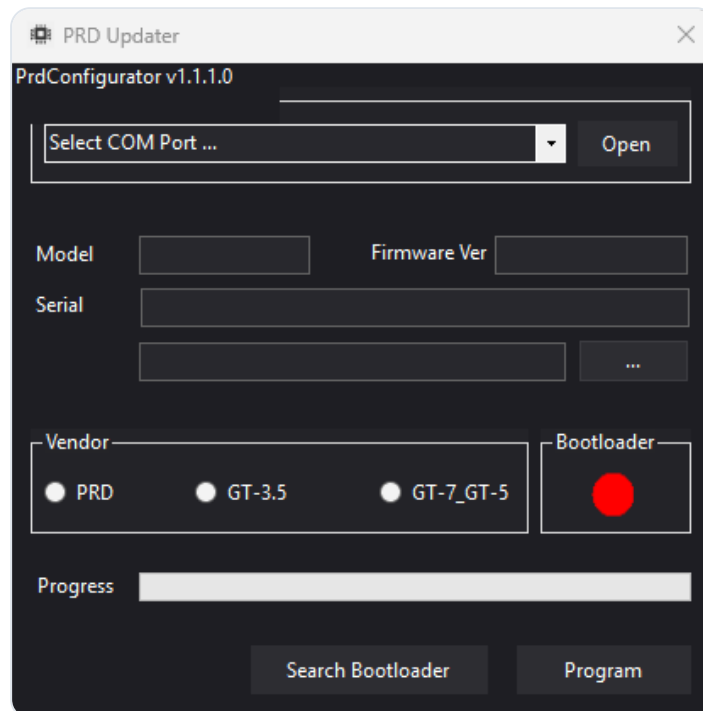 PRD Updater
PrdConfigurator v1.1.1.0
Select COM Port ... Open
Model Firmware Ver
Serial
...
Vendor Bootloader
PRD GT-3.5 GT-7_GT-5
Progress
Search Bootloader Program